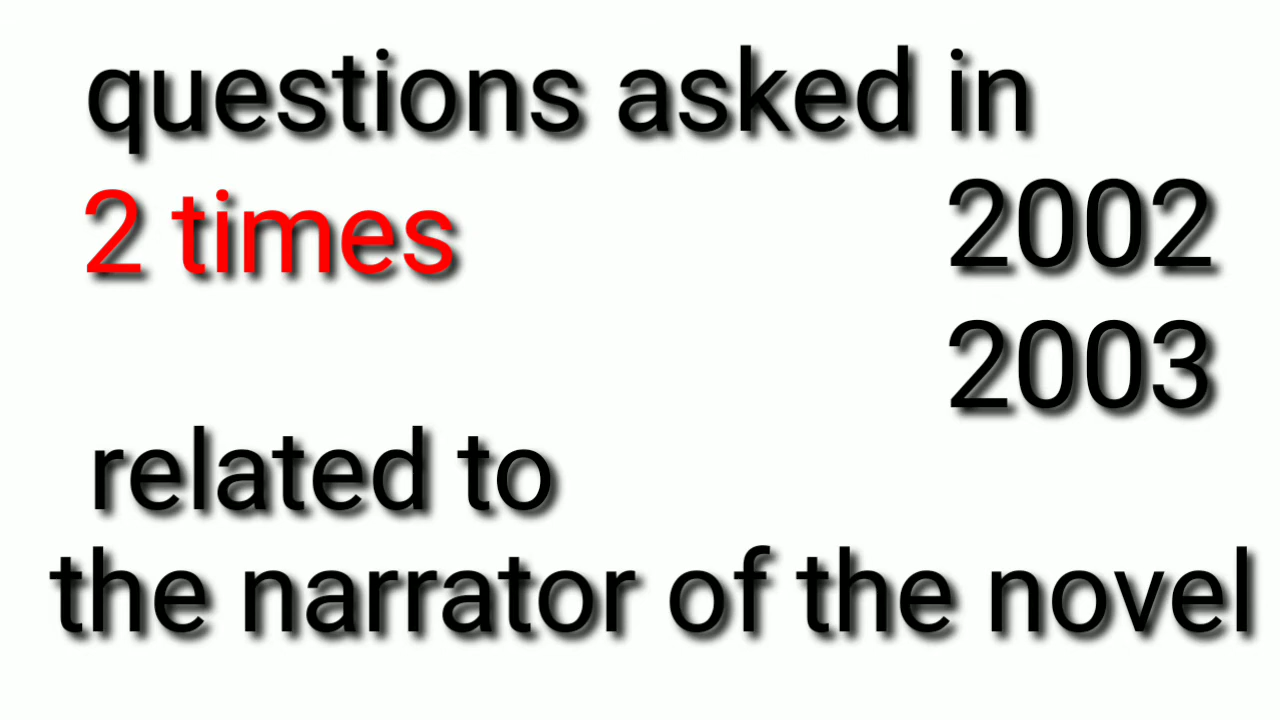 questions asked in
2 times
2002
2003
related to
the narrator of the novel